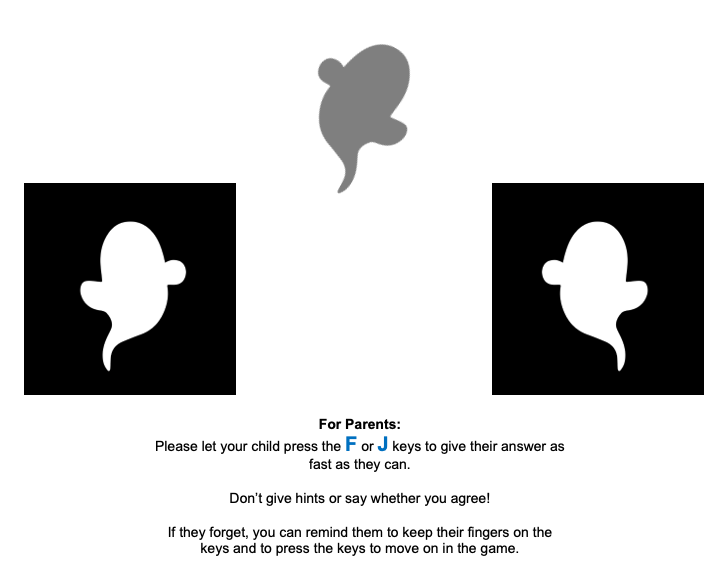 For Parents:
Please let your child press the F or J keys to give their answer as
fast as they can.
Don’t give hints or say whether you agree!
If they forget, you can remind them to keep their fingers on the
keys and to press the keys to move on in the game.